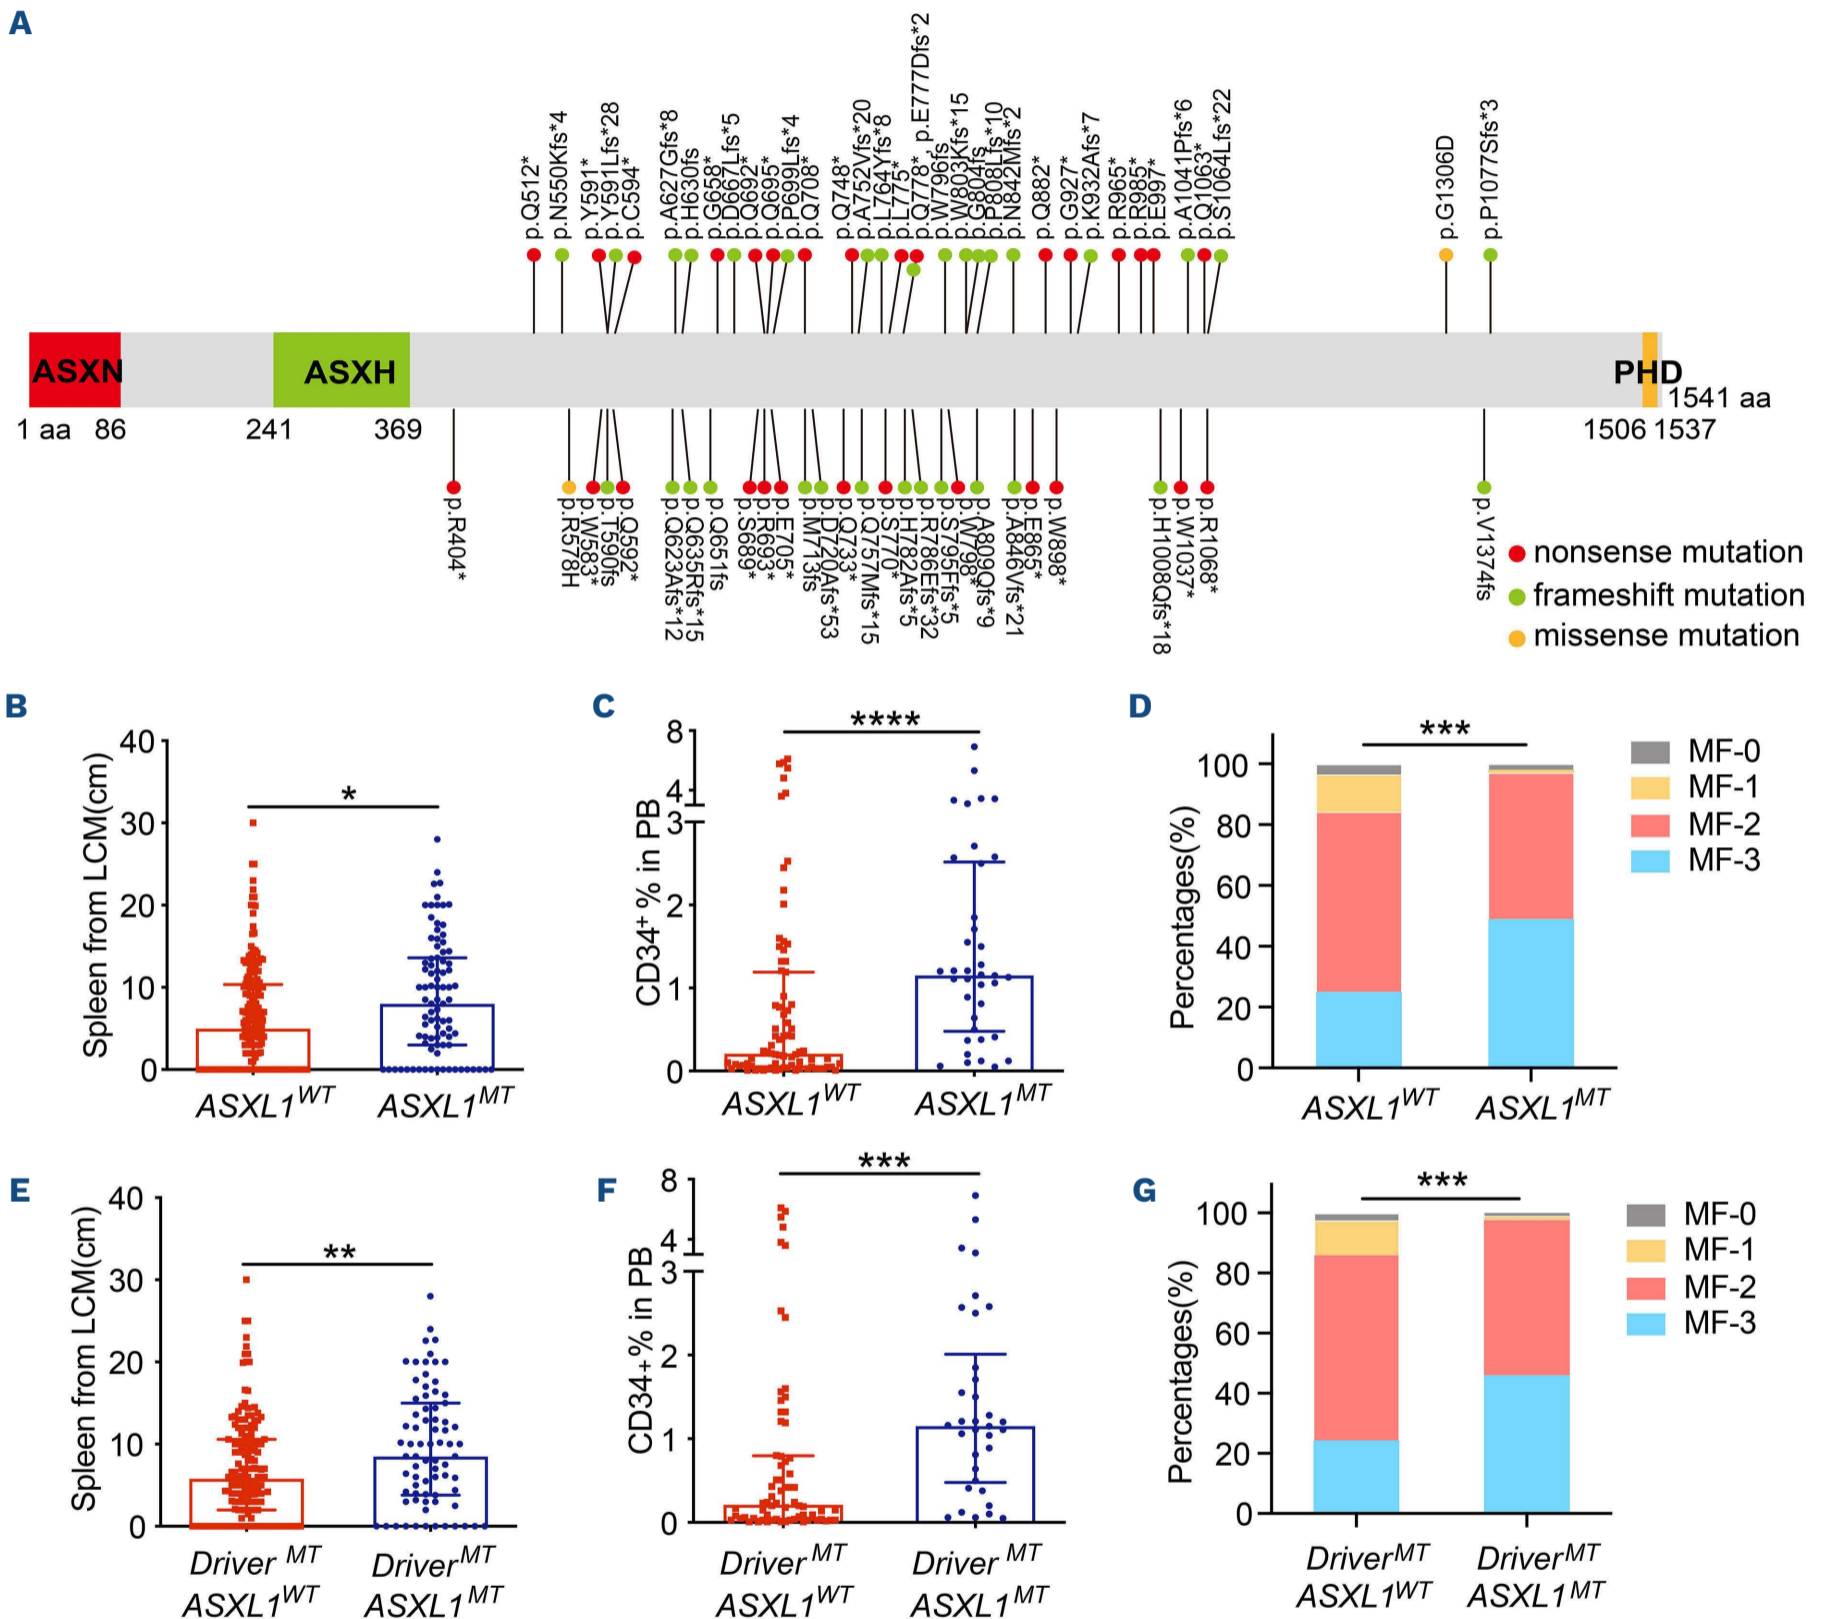 A
p.Q512*
p.N550Kfs*4
p.Y591*
p.Y591Lfs*28
p.C594*
p.A627Gfs*8
p.H630fs
p.G658*
p.D667Lfs*5
p.Q692*
p.Q695*
p.P699Lfs*4
p.Q708*
p.Q748*
p.A752Vfs*20
p.L764Yfs*8
p.L775*
p.Q778*, p.E777Dfs*2
p.W796fs
p.W803Kfs*15
p.G804fs
p.P808Lfs*10
p.N842Mfs*2
p.Q882*
p.G927*
p.K932Afs*7
p.R965*
p.R985*
p.E997*
p.A1041Pfs*6
p.Q1063*
p.S1064Lfs*22
p.G1306D
p.P1077Sfs*3
ASXN
ASXH
PHD
1541 aa
1 aa
86
241
369
1506
1537
p.R404*
p.R578H
p.W583*
p.T590fs
p.Q592*
p.Q623Afs*12
p.Q635Rfs*15
p.Q651fs
p.S689*
p.R693*
p.E705*
p.M713fs
p.D720Afs*53
p.Q733*
p.Q757Mfs*15
p.S770*
p.H782Afs*5
p.R786Efs*32
p.S795Ffs*5
p.W798*
p.A809Qfs*9
p.A846Vfs*21
p.E865*
p.W898*
p.H1008Qfs*18
p.W1037*
p.R1068*
p.V1374fs
nonsense mutation
frameshift mutation
missense mutation
B
Spleen from LCM(cm)
40
30
20
10
0
*
ASXL1WT
ASXL1MT
C
CD34+ % in PB
8
4
3
2
1
0
****
ASXL1WT
ASXL1MT
D
Percentages(%)
100
80
60
40
20
0
***
ASXL1WT
ASXL1MT
MF-0
MF-1
MF-2
MF-3
E
Spleen from LCM(cm)
40
30
20
10
0
**
Driver MT
ASXL1WT
DriverMT
ASXL1MT
F
CD34+% in PB
8
4
3
2
1
0
***
Driver MT
ASXL1WT
DriverMT
ASXL1MT
G
Percentages(%)
100
80
60
40
20
0
***
DriverMT
ASXL1WT
DriverMT
ASXL1MT
MF-0
MF-1
MF-2
MF-3